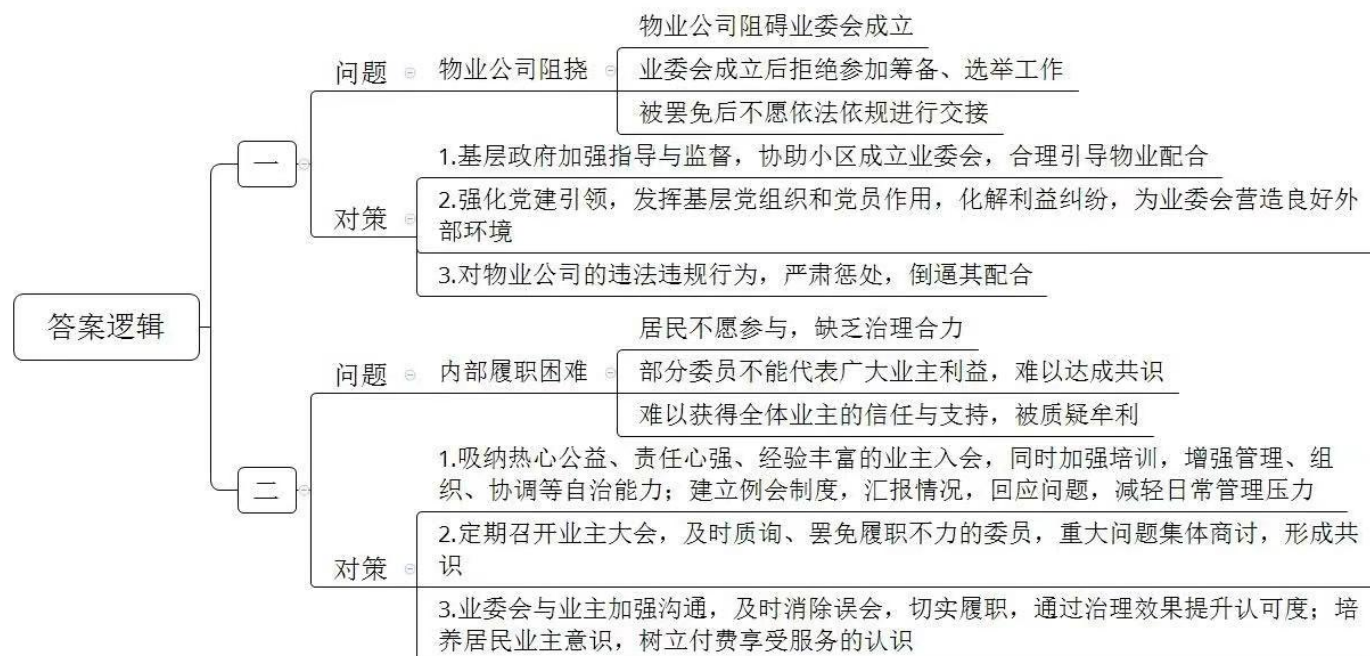 答案逻辑
一
问题
物业公司阻挠
物业公司阻碍业委会成立
业委会成立后拒绝参加筹备、选举工作
被罢免后不愿依法依规进行交接
对策
1.基层政府加强指导与监督，协助小区成立业委会，合理引导物业配合
2.强化党建引领，发挥基层党组织和党员作用，化解利益纠纷，为业委会营造良好外
部环境
3.对物业公司的违法违规行为，严肃惩处，倒逼其配合
二
问题
内部履职困难
居民不愿参与，缺乏治理合力
部分委员不能代表广大业主利益，难以达成共识
难以获得全体业主的信任与支持，被质疑牟利
对策
1.吸纳热心公益、责任心强、经验丰富的业主入会，同时加强培训，增强管理、组
织、协调等自治能力；建立例会制度，汇报情况，回应问题，减轻日常管理压力
2.定期召开业主大会，及时质询、罢免履职不力的委员，重大问题集体商讨，形成共
识
3.业委会与业主加强沟通，及时消除误会，切实履职，通过治理效果提升认可度；培
养居民业主意识，树立付费享受服务的认识